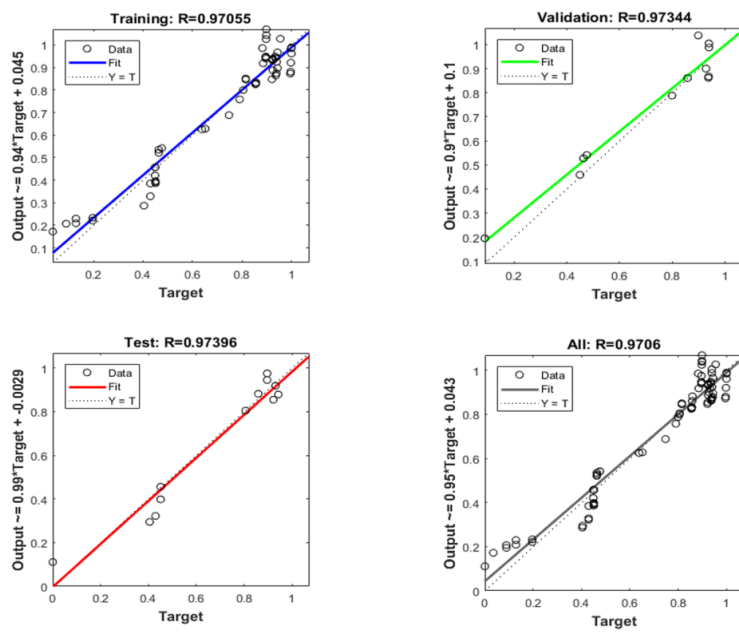 Training: R=0.97055
Output ~= 0.94*Target + 0.045
Data
Fit
Y = T
1
0.9
0.8
0.7
0.6
0.5
0.4
0.3
0.2
0.1
0.2 0.4 0.6 0.8 1
Target
Validation: R=0.97344
Output ~= 0.9*Target + 0.1
Data
Fit
Y = T
1
0.9
0.8
0.7
0.6
0.5
0.4
0.3
0.2
0.1
0.2 0.4 0.6 0.8 1
Target
Test: R=0.97396
Output ~= 0.99*Target + -0.0029
Data
Fit
Y = T
1
0.8
0.6
0.4
0.2
0
0 0.2 0.4 0.6 0.8 1
Target
All: R=0.9706
Output ~= 0.95*Target + 0.043
Data
Fit
Y = T
1
0.8
0.6
0.4
0.2
0
0 0.2 0.4 0.6 0.8 1
Target